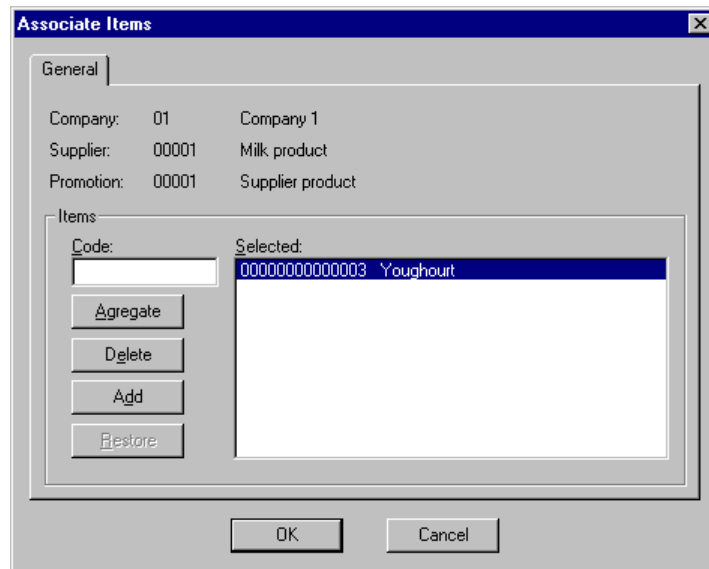 Associate Items
General
Company: 01 Company 1
Supplier: 00001 Milk product
Promotion: 00001 Supplier product
Items
Code: Selected:
00000000000003 Youghourt
Agregate
Delete
Add
Restore
OK Cancel